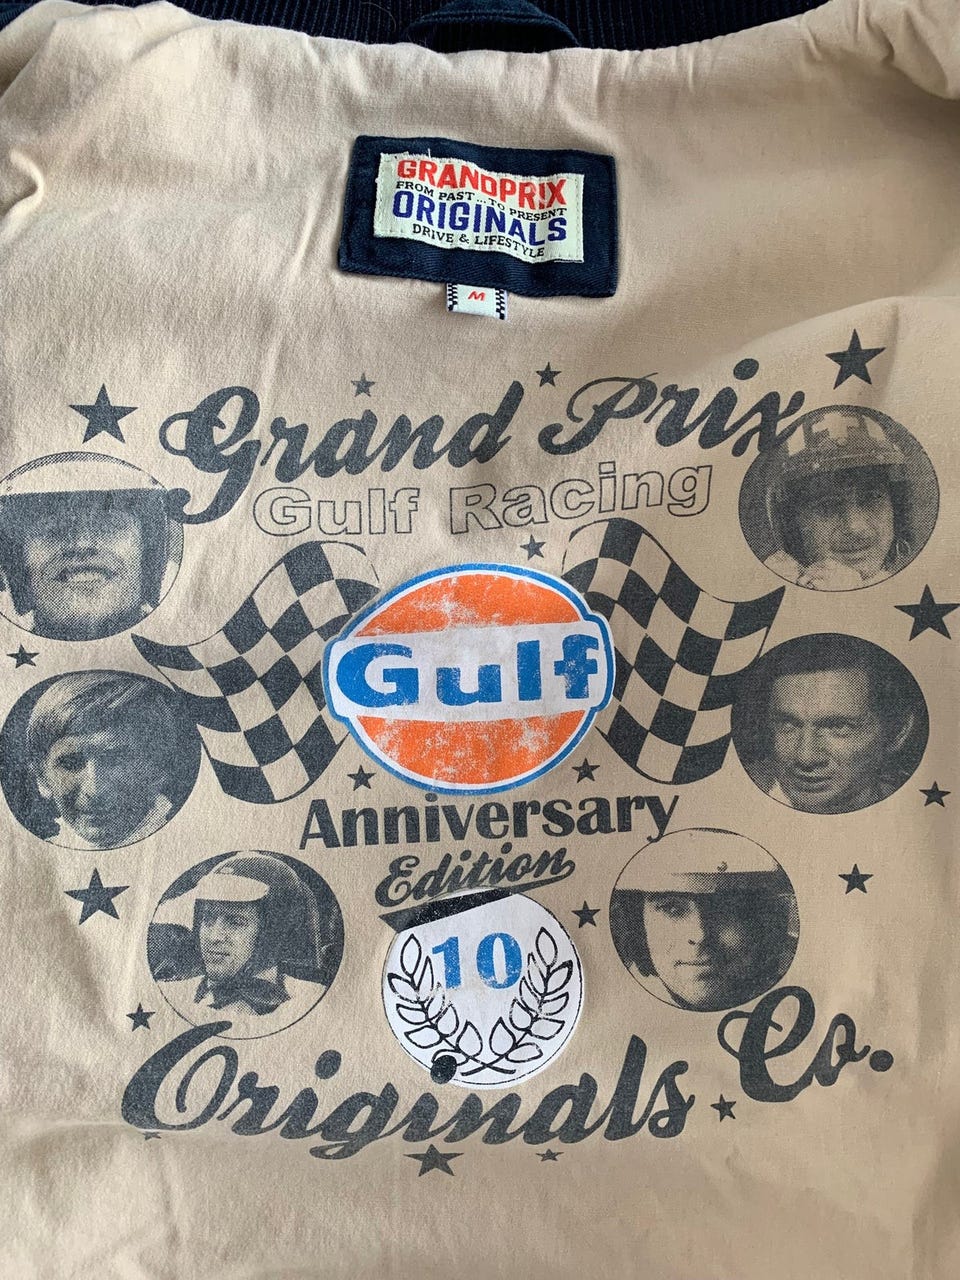 GRANDPRIX
FROM PAST...TO PRESENT
ORIGINALS
DRIVE & LIFESTYLE
M
Grand Prix
Gulf Racing
Gulf
Anniversary
Edition
10
Originals Co.